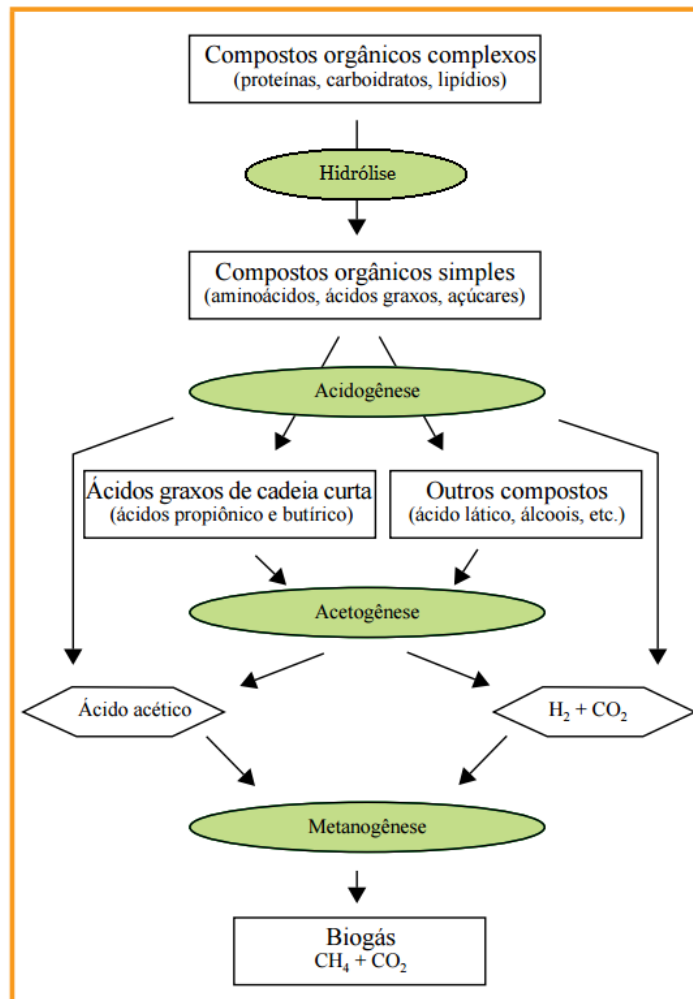 Compostos orgânicos complexos
(proteínas, carboidratos, lipídios)
Hidrólise
Compostos orgânicos simples
(aminoácidos, ácidos graxos, açúcares)
Acidogênese
Ácidos graxos de cadeia curta
(ácidos propiônico e butírico)
Outros compostos
(ácido lático, álcoois, etc.)
Acetogênese
Ácido acético
H₂ + CO₂
Metanogênese
Biogás
CH₄ + CO₂